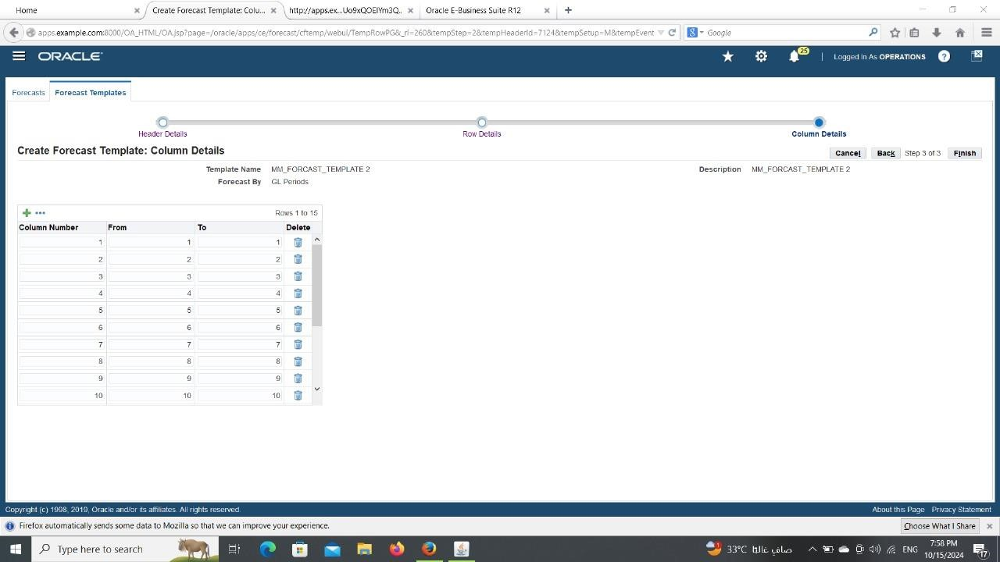 Home
Create Forecast Template: Colu...
http://apps.ex...Uo9xQOEIYm3Q...
Oracle E-Business Suite R12
apps.example.com:8000/OA_HTML/OA.jsp?page=/oracle/apps/ce/forecast/cftemp/webui/TempRowPG&_ri=260&tempStep=2&tempHeaderId=7124&tempSetup=M&tempEvent
Google
ORACLE
25
Logged In As OPERATIONS
Forecasts
Forecast Templates
Header Details
Row Details
Column Details
Create Forecast Template: Column Details
Cancel
Back
Step 3 of 3
Finish
Template Name MM_FORCAST_TEMPLATE 2
Description MM_FORCAST_TEMPLATE 2
Forecast By GL Periods
Rows 1 to 15
Column Number From To Delete
1 1 1
2 2 2
3 3 3
4 4 4
5 5 5
6 6 6
7 7 7
8 8 8
9 9 9
10 10 10
Copyright (c) 1998, 2019, Oracle and/or its affiliates. All rights reserved.
About this Page Privacy Statement
Firefox automatically sends some data to Mozilla so that we can improve your experience.
Choose What I Share
Type here to search
1
33°C صافي غالبًا
ENG
7:58 PM
10/15/2024
17